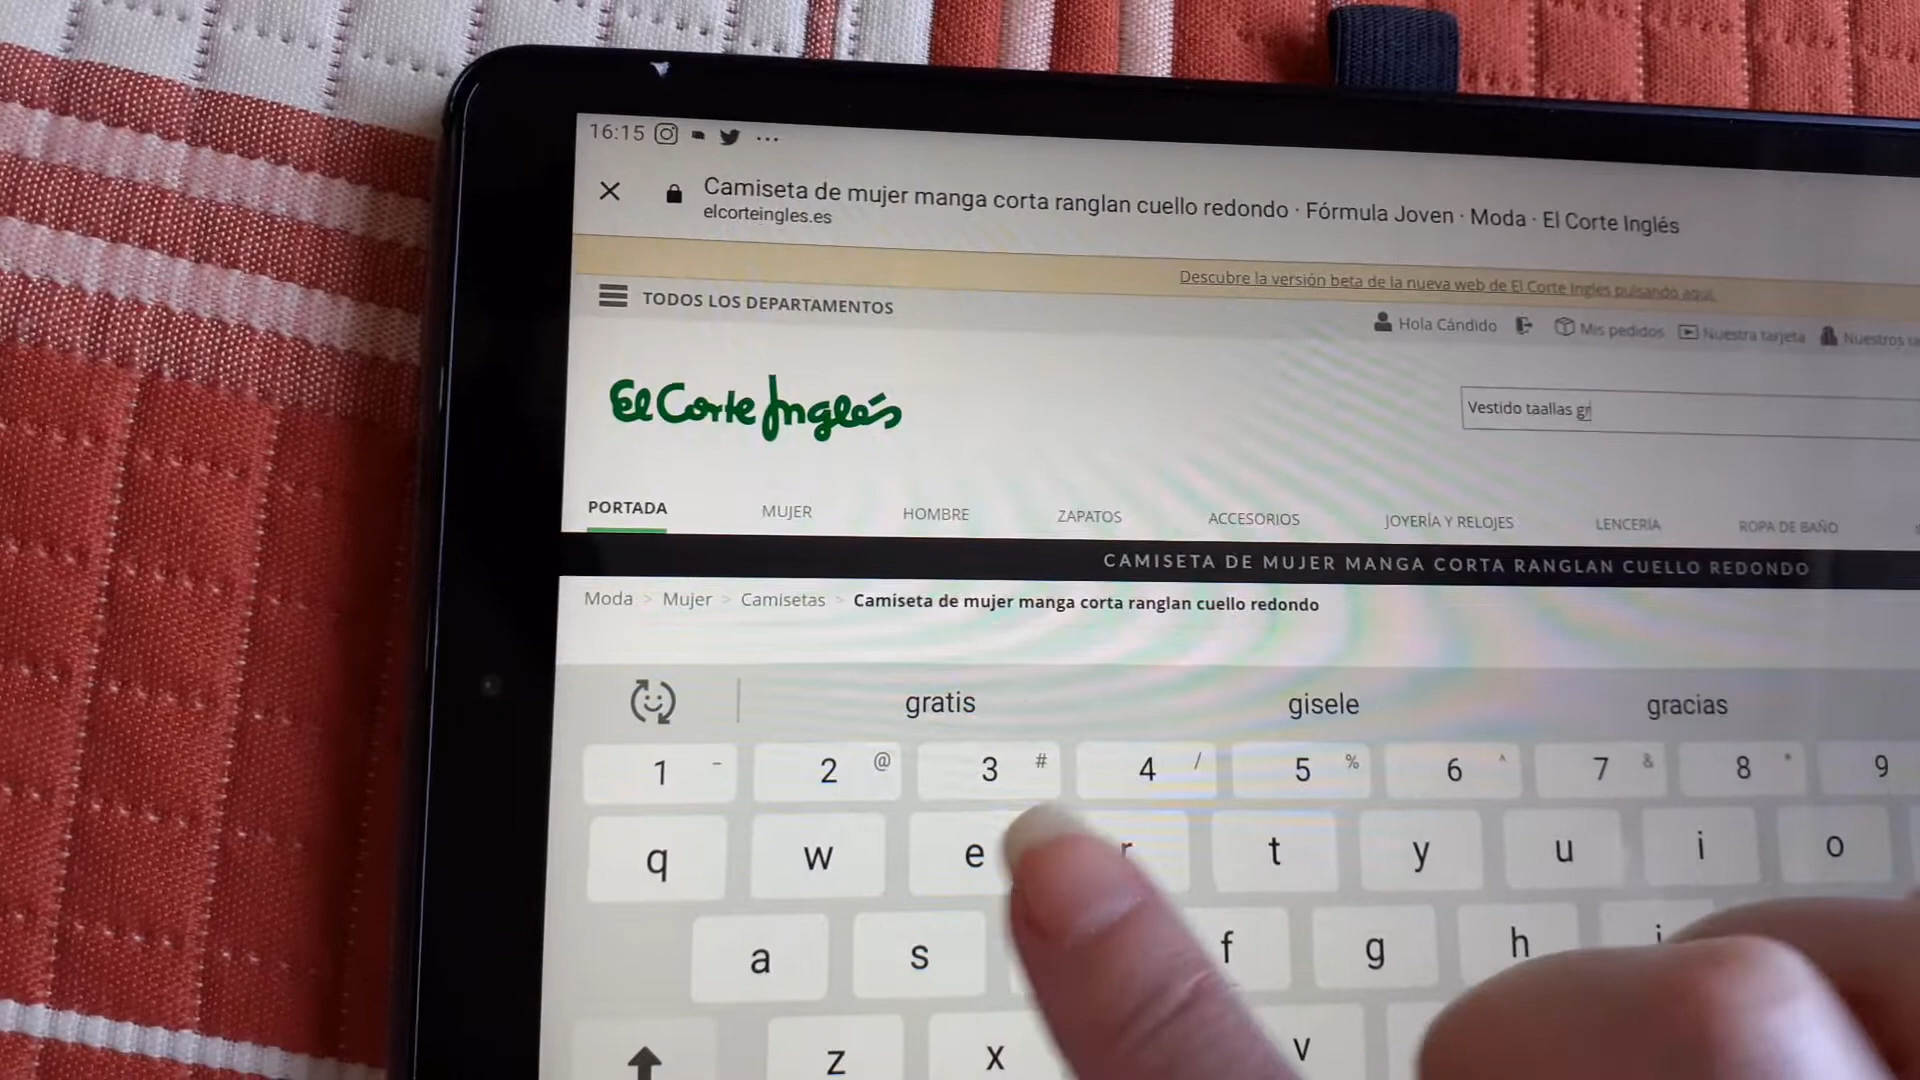 16:15
Camiseta de mujer manga corta ranglan cuello redondo · Fórmula Joven · Moda · El Corte Inglés
elcorteingles.es
Descubre la versión beta de la nueva web de El Corte Inglés pulsando aquí.
TODOS LOS DEPARTAMENTOS
Hola Cándido Mis pedidos Nuestra tarjeta Nuestros
El Corte Inglés
Vestido taallas gr
PORTADA MUJER HOMBRE ZAPATOS ACCESORIOS JOYERÍA Y RELOJES LENCERÍA ROPA DE BAÑO
CAMISETA DE MUJER MANGA CORTA RANGLAN CUELLO REDONDO
Moda > Mujer > Camisetas > Camiseta de mujer manga corta ranglan cuello redondo
gratis gisele gracias
1 - 2 @ 3 # 4 / 5 % 6 ^ 7 & 8 * 9
q w e r t y u i o
a s f g h j
z x v